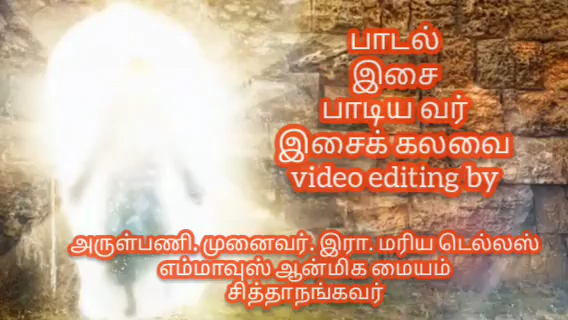 பாடல்
இசை
பாடிய வர்
இசைக் கலவை
video editing by
அருள்பணி. முனைவர். இரா. மரிய டெல்லஸ்
எம்மாவுஸ் ஆன்மிக மையம்
சித்தாநங்கவர்